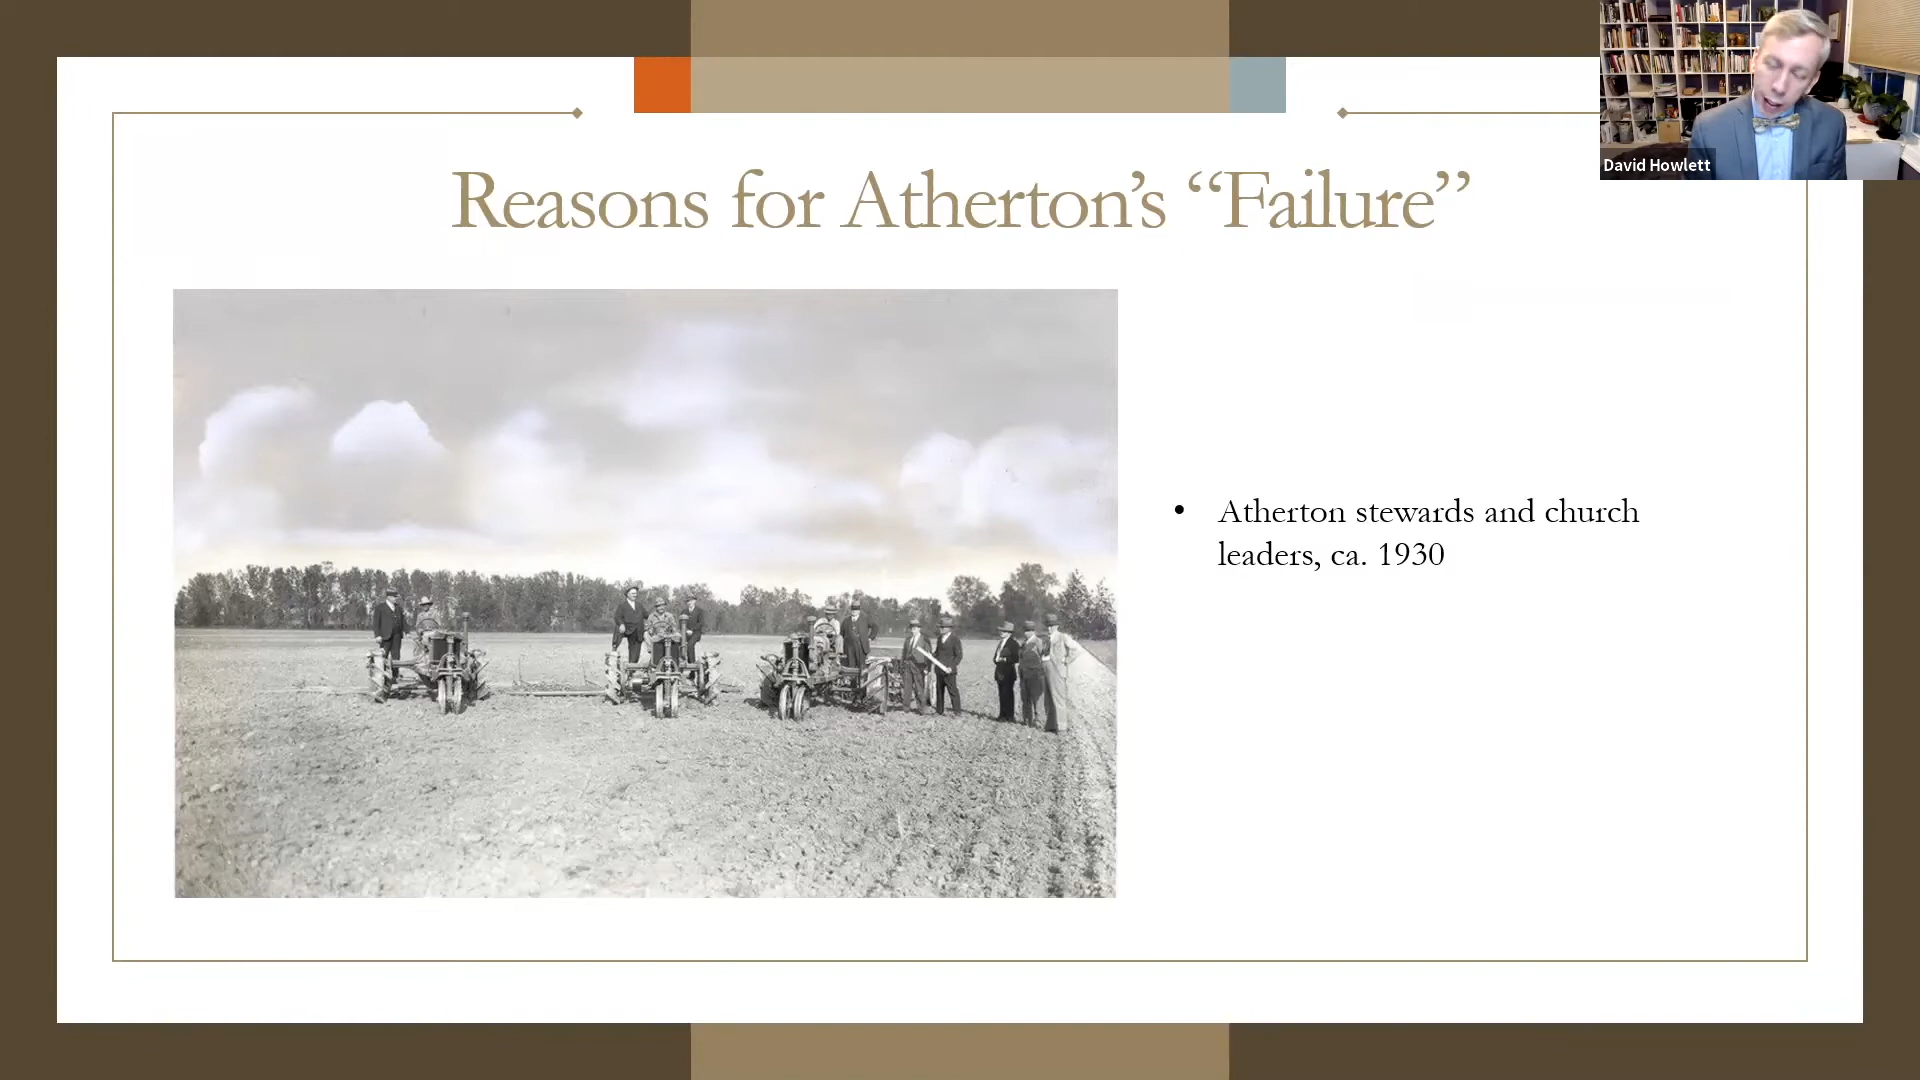 David Howlett
Reasons for Atherton’s “Failure”
• Atherton stewards and church
leaders, ca. 1930